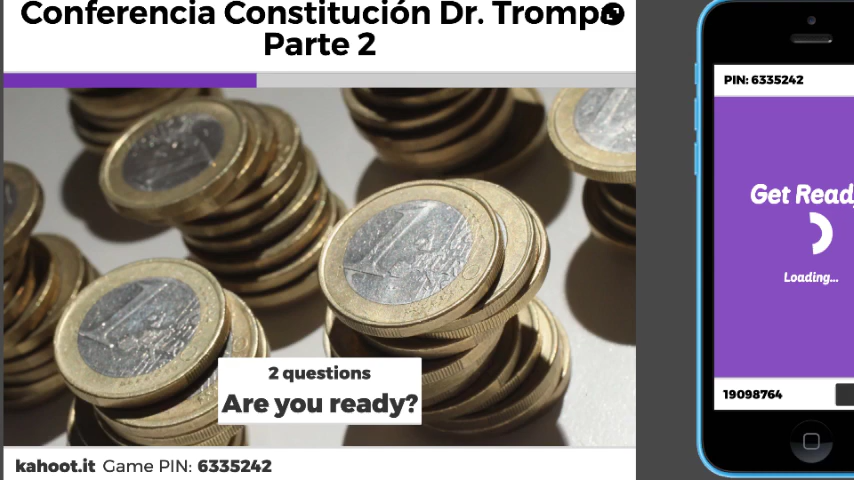 Conferencia Constitución Dr. Trompa
Parte 2
2 questions
Are you ready?
kahoot.it Game PIN: 6335242
PIN: 6335242
Get Read
Loading...
19098764